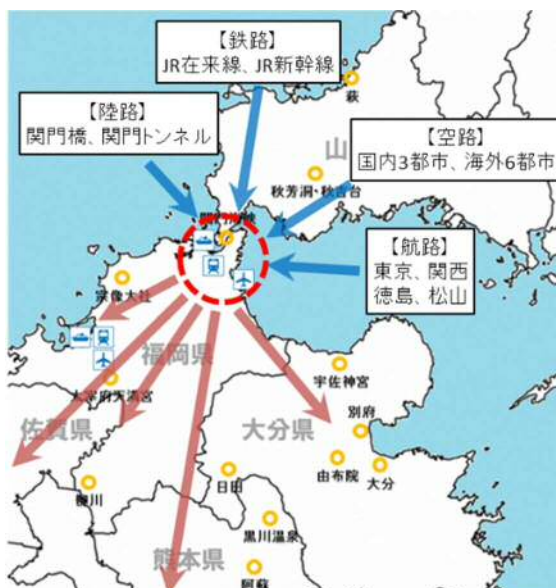 【鉄路】
JR在来線、JR新幹線
萩
【陸路】
関門橋、関門トンネル
山
【空路】
国内3都市、海外6都市
秋芳洞・秋吉台
【航路】
東京、関西
徳島、松山
宗像大社
福岡県
宇佐神宮
太宰府天満宮
佐賀県
大分県
別府
由布院
大分
柳川
日田
黒川温泉
熊本県
阿蘇